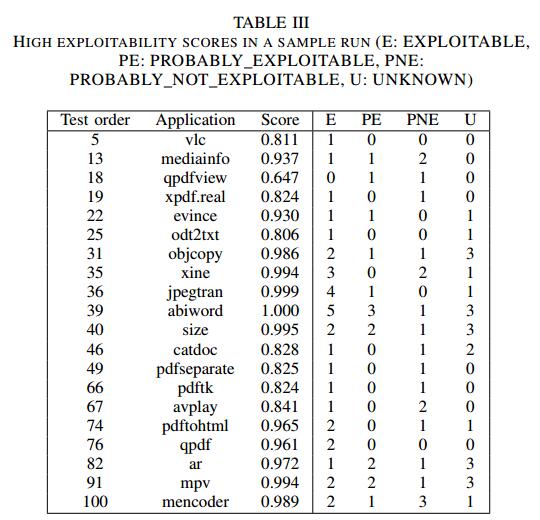 TABLE III
HIGH EXPLOITABILITY SCORES IN A SAMPLE RUN (E: EXPLOITABLE,
PE: PROBABLY_EXPLOITABLE, PNE:
PROBABLY_NOT_EXPLOITABLE, U: UNKNOWN)
Test order Application Score E PE PNE U
5 vlc 0.811 1 0 0 0
13 mediainfo 0.937 1 1 2 0
18 qpdfview 0.647 0 1 1 0
19 xpdf.real 0.824 1 0 1 0
22 evince 0.930 1 1 0 1
25 odt2txt 0.806 1 0 0 1
31 objcopy 0.986 2 1 1 3
35 xine 0.994 3 0 2 1
36 jpegtran 0.999 4 1 0 1
39 abiword 1.000 5 3 1 3
40 size 0.995 2 2 1 3
46 catdoc 0.828 1 0 1 2
49 pdfseparate 0.825 1 0 1 0
66 pdftk 0.824 1 0 1 0
67 avplay 0.841 1 0 2 0
74 pdftohtml 0.965 2 0 1 1
76 qpdf 0.961 2 0 0 0
82 ar 0.972 1 2 1 3
91 mpv 0.994 2 2 1 3
100 mencoder 0.989 2 1 3 1